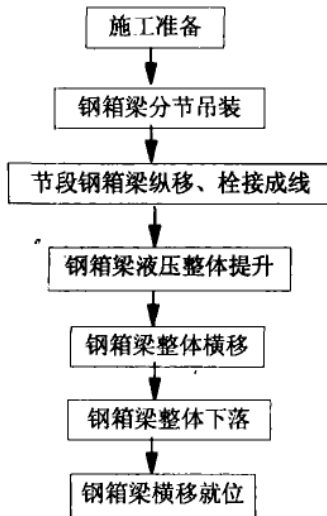 施工准备
钢箱梁分节吊装
节段钢箱梁纵移、栓接成线
钢箱梁液压整体提升
钢箱梁整体横移
钢箱梁整体下落
钢箱梁横移就位